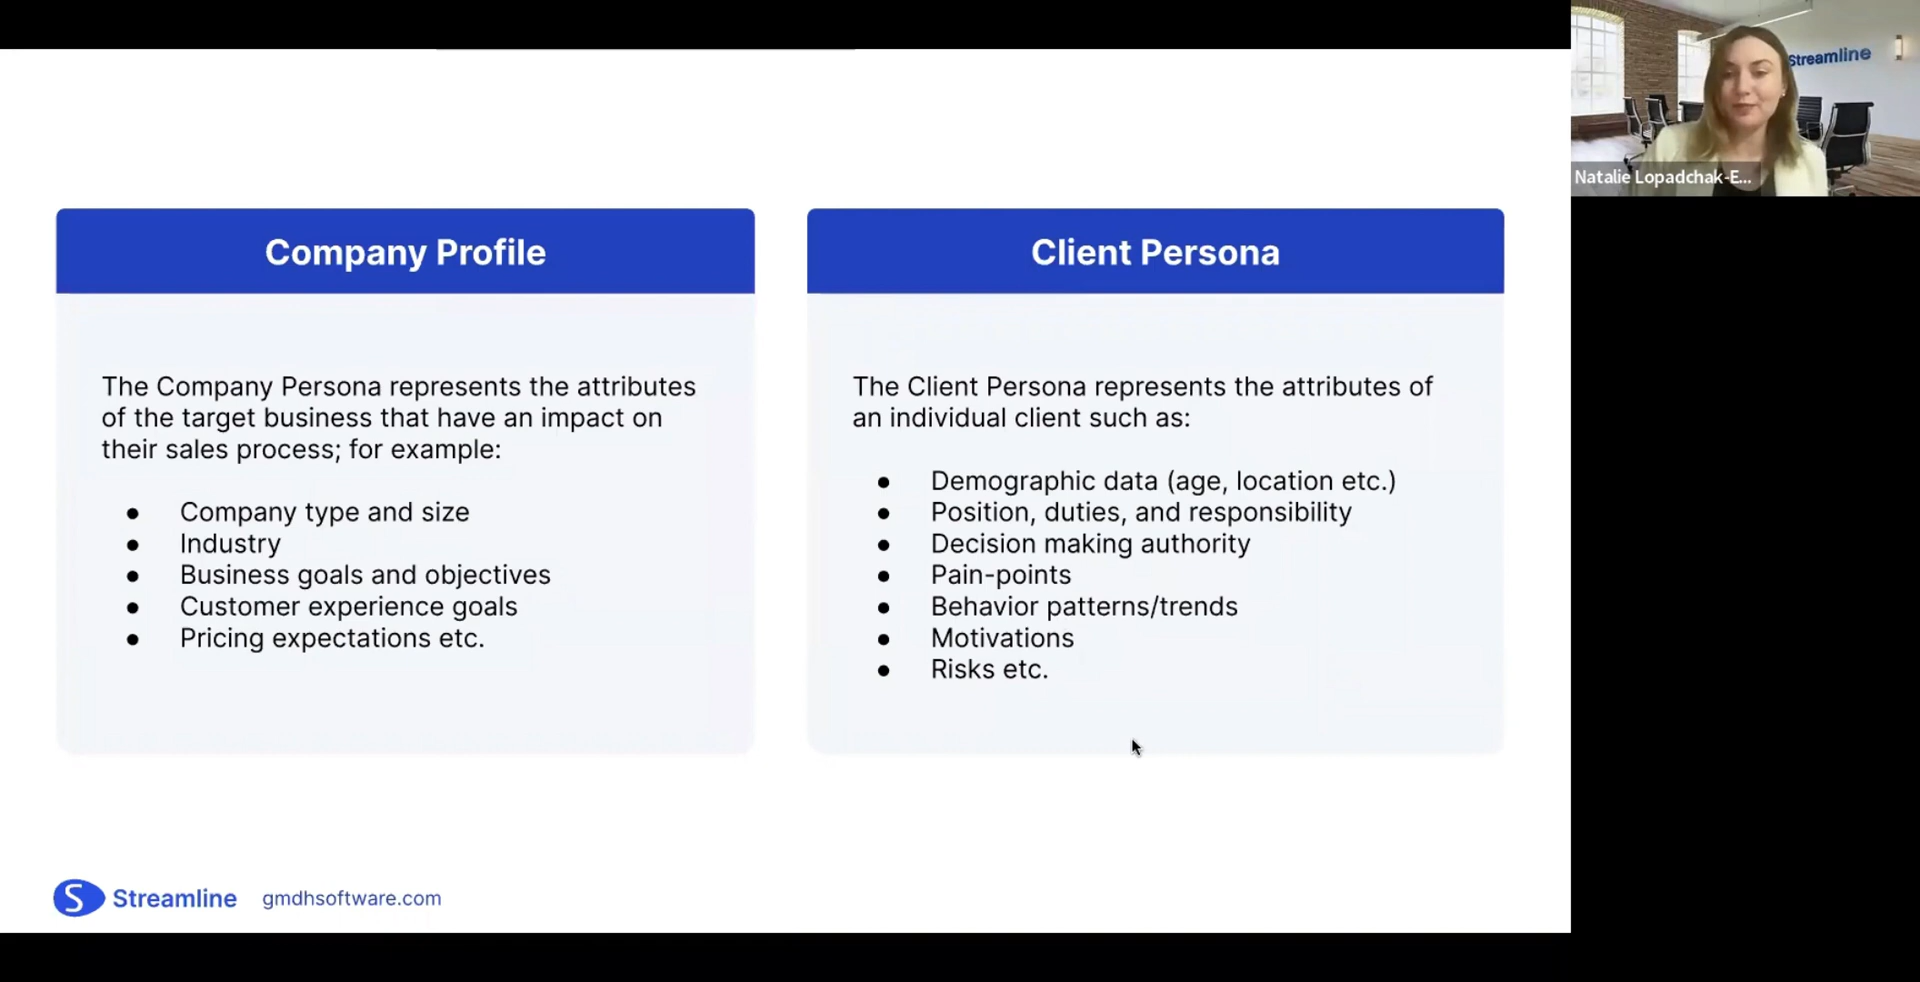 Company Profile
The Company Persona represents the attributes
of the target business that have an impact on
their sales process; for example:
● Company type and size
● Industry
● Business goals and objectives
● Customer experience goals
● Pricing expectations etc.
Client Persona
The Client Persona represents the attributes of
an individual client such as:
● Demographic data (age, location etc.)
● Position, duties, and responsibility
● Decision making authority
● Pain-points
● Behavior patterns/trends
● Motivations
● Risks etc.
S Streamline gmdhsoftware.com
Streamline
Natalie Lopadchak-E...